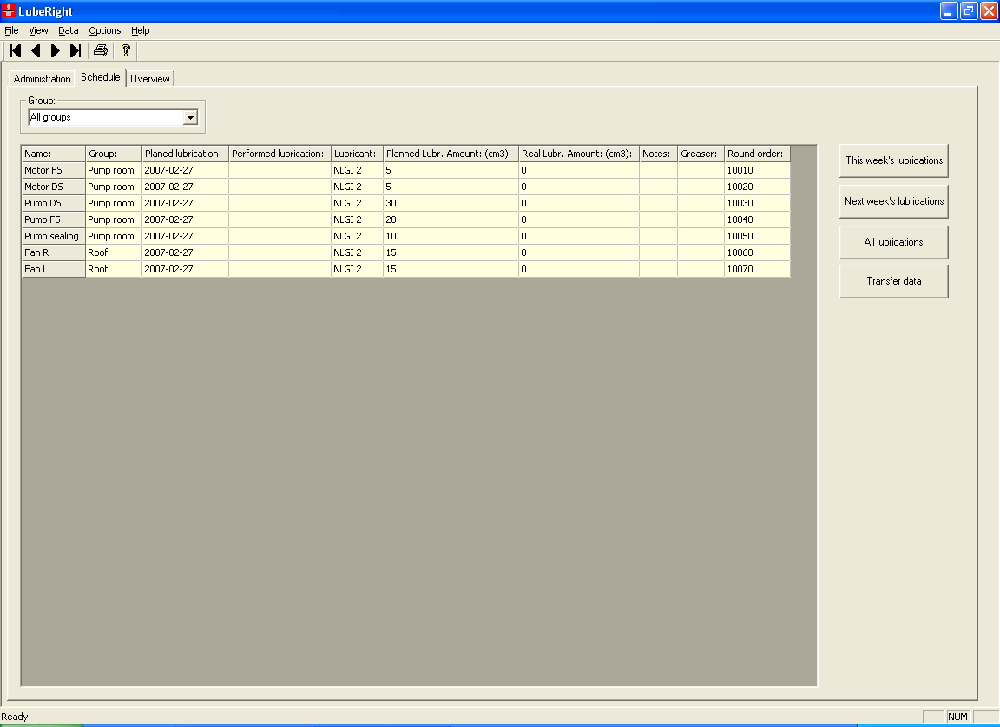 LubeRight
File View Data Options Help
Administration Schedule Overview
Group:
All groups
Name: Group: Planed lubrication: Performed lubrication: Lubricant: Planned Lubr. Amount: (cm3): Real Lubr. Amount: (cm3): Notes: Greaser: Round order:
Motor FS Pump room 2007-02-27 NLGI 2 5 0 10010
Motor DS Pump room 2007-02-27 NLGI 2 5 0 10020
Pump DS Pump room 2007-02-27 NLGI 2 30 0 10030
Pump FS Pump room 2007-02-27 NLGI 2 20 0 10040
Pump sealing Pump room 2007-02-27 NLGI 2 10 0 10050
Fan R Roof 2007-02-27 NLGI 2 15 0 10060
Fan L Roof 2007-02-27 NLGI 2 15 0 10070
This week's lubrications
Next week's lubrications
All lubrications
Transfer data
Ready NUM